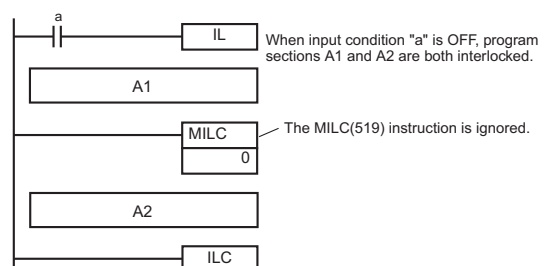 a
IL
When input condition "a" is OFF, program
sections A1 and A2 are both interlocked.
A1
MILC
The MILC(519) instruction is ignored.
0
A2
ILC